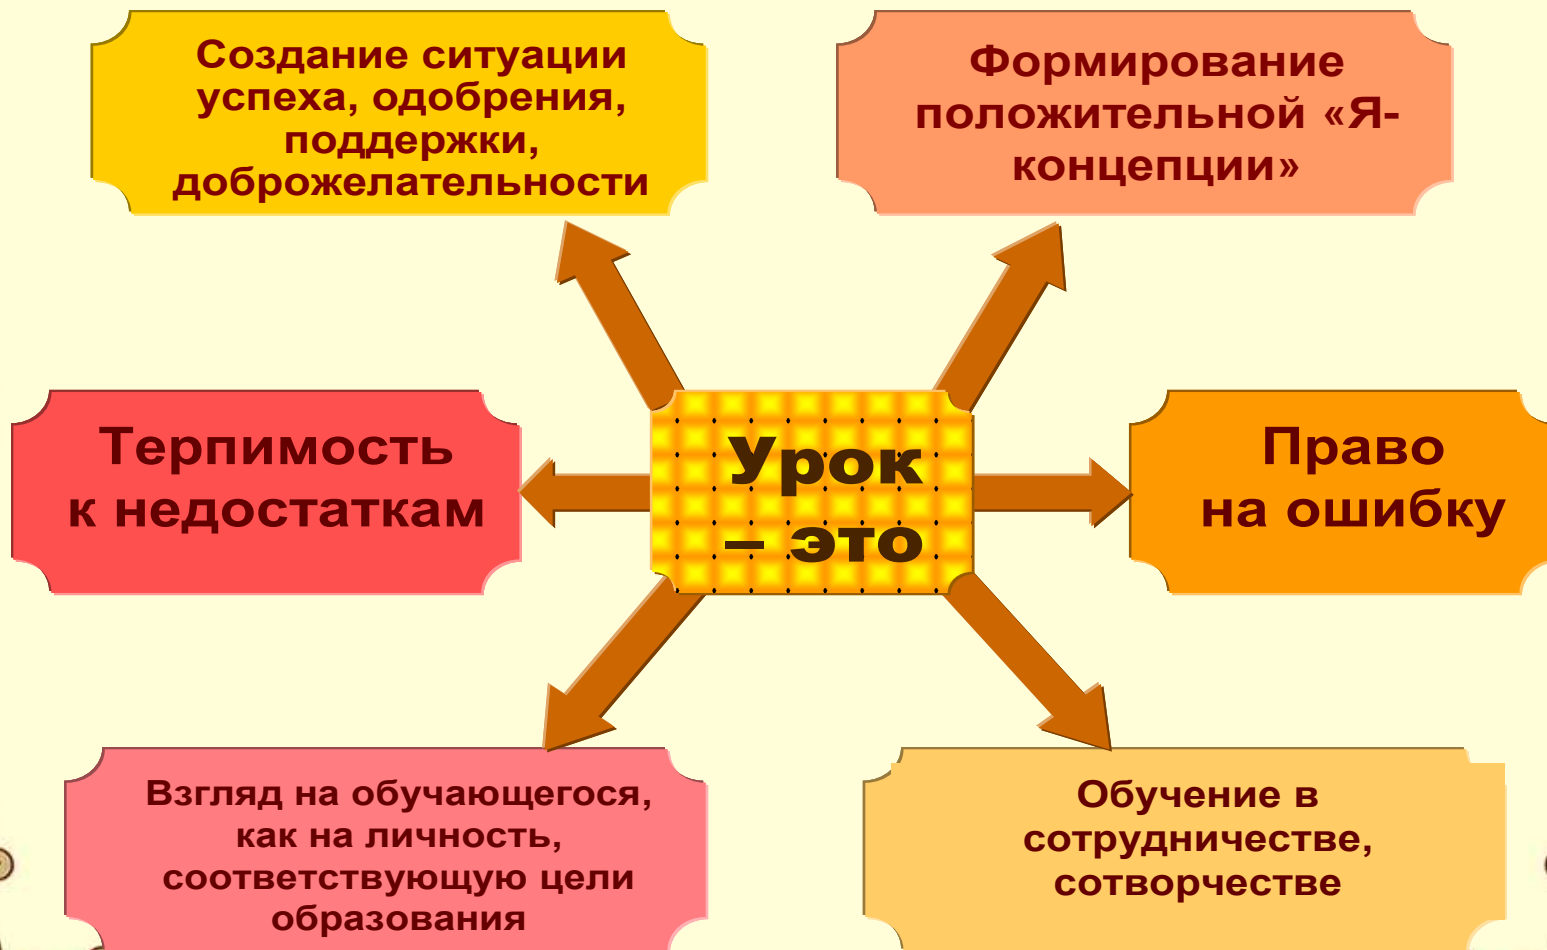 Создание ситуации
успеха, одобрения,
поддержки,
доброжелательности
Формирование
положительной «Я-
концепции»
Терпимость
к недостаткам
Урок
– это
Право
на ошибку
Взгляд на обучающегося,
как на личность,
соответствующую цели
образования
Обучение в
сотрудничестве,
сотворчестве